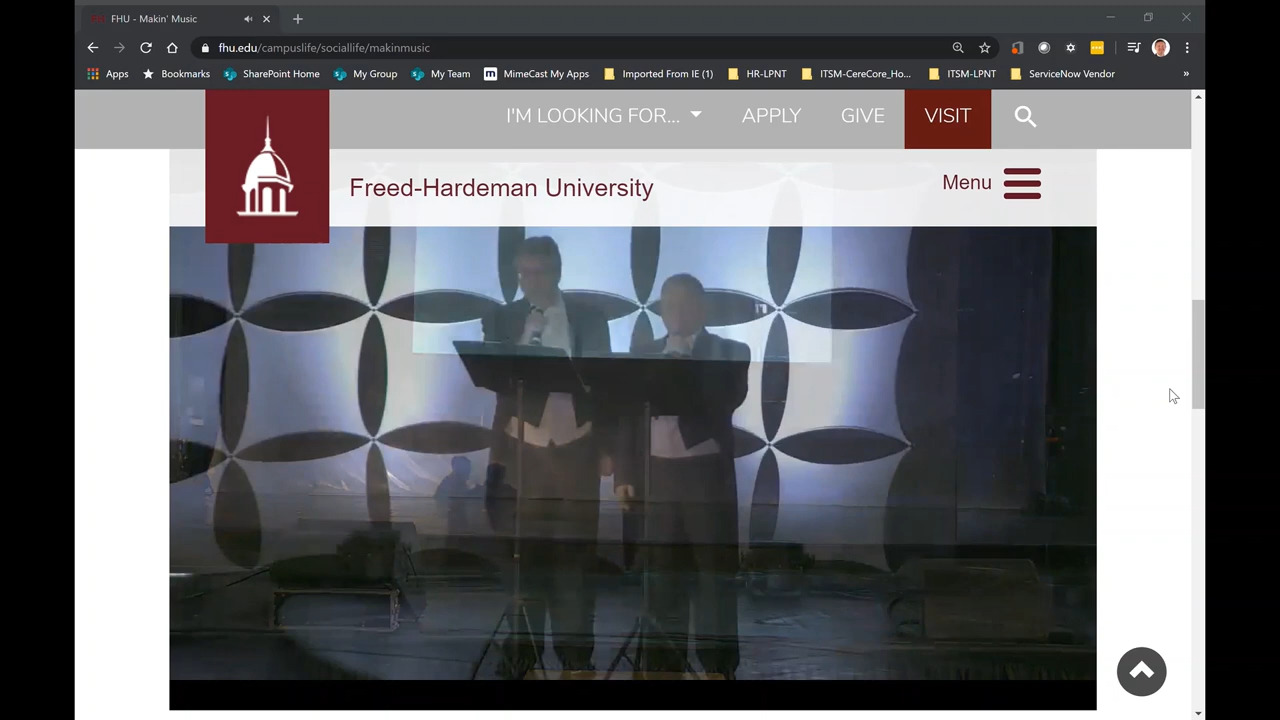 FHU - Makin' Music
fhu.edu/campuslife/sociallife/makinmusic
Apps Bookmarks SharePoint Home My Group My Team MimeCast My Apps Imported From IE (1) HR-LPNT ITSM-CereCore_Ho... ITSM-LPNT ServiceNow Vendor »
I'M LOOKING FOR... APPLY GIVE VISIT
Freed-Hardeman University
Menu